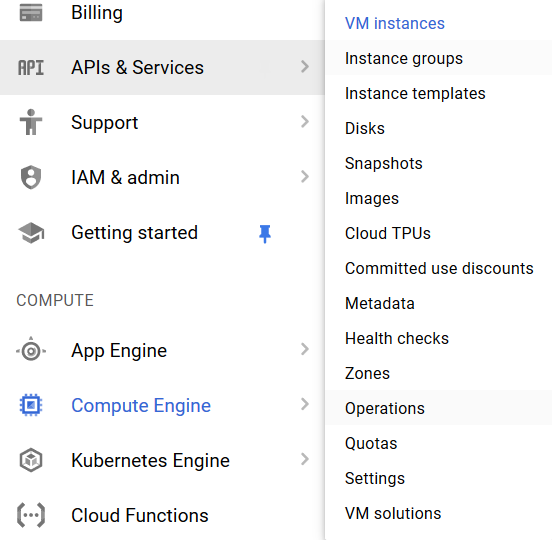 Billing
API APIs & Services
Support
IAM & admin
Getting started
COMPUTE
App Engine
Compute Engine
Kubernetes Engine
Cloud Functions
VM instances
Instance groups
Instance templates
Disks
Snapshots
Images
Cloud TPUs
Committed use discounts
Metadata
Health checks
Zones
Operations
Quotas
Settings
VM solutions